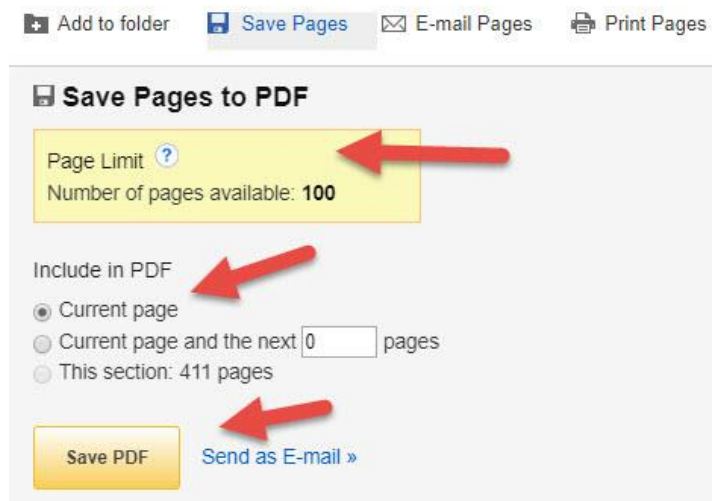 Add to folder Save Pages E-mail Pages Print Pages
Save Pages to PDF
Page Limit ?
Number of pages available: 100
Include in PDF
Current page
Current page and the next 0 pages
This section: 411 pages
Save PDF Send as E-mail »